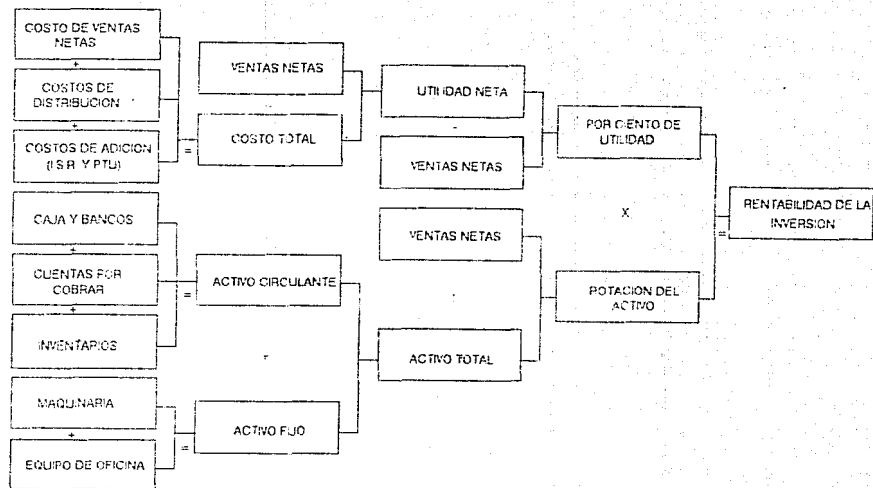 COSTO DE VENTAS
NETAS
+
COSTOS DE
DISTRIBUCION
+
COSTOS DE ADICION
(I.S.R. Y PTU)
=
VENTAS NETAS
-
COSTO TOTAL
UTILIDAD NETA
-
VENTAS NETAS
POR CIENTO DE
UTILIDAD
CAJA Y BANCOS
+
CUENTAS POR
COBRAR
+
INVENTARIOS
=
ACTIVO CIRCULANTE
+
MAQUINARIA
+
EQUIPO DE OFICINA
=
ACTIVO FIJO
VENTAS NETAS
ACTIVO TOTAL
X
ROTACION DEL
ACTIVO
=
RENTABILIDAD DE LA
INVERSION